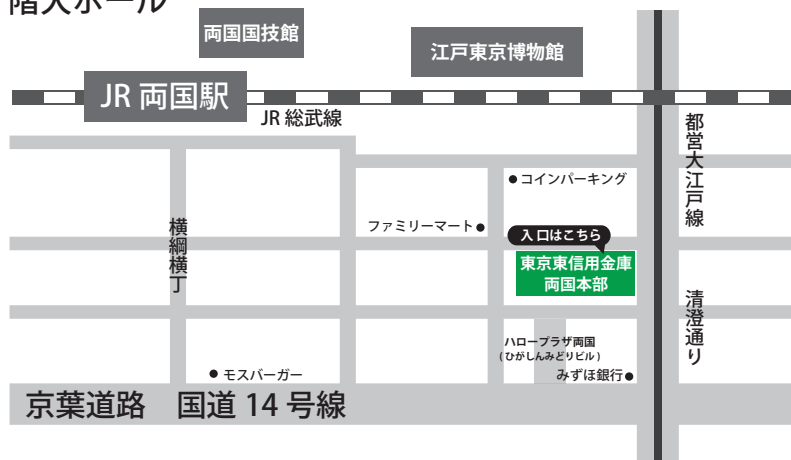 階大ホール
両国国技館
江戸東京博物館
JR 両国駅
JR 総武線
都営大江戸線
コインパーキング
ファミリーマート
横綱横丁
入口はこちら
東京東信用金庫
両国本部
清澄通り
ハロープラザ両国
(ひがしんみどりビル)
モスバーガー
みずほ銀行
京葉道路 国道 14 号線